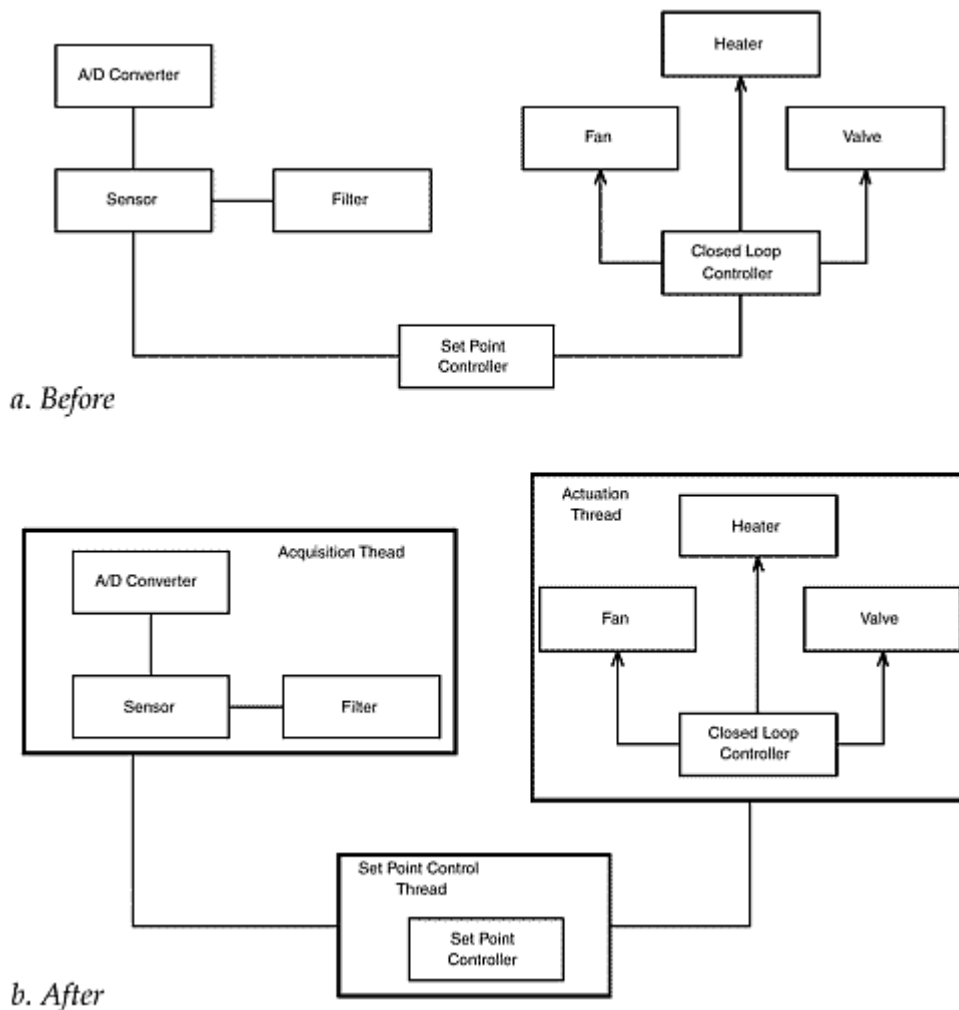 Heater
A/D Converter
Fan
Valve
Sensor
Filter
Closed Loop
Controller
Set Point
Controller
a. Before
Actuation
Thread
Heater
Acquisition Thead
A/D Converter
Fan
Valve
Sensor
Filter
Closed Loop
Controller
Set Point Control
Thread
Set Point
Controller
b. After